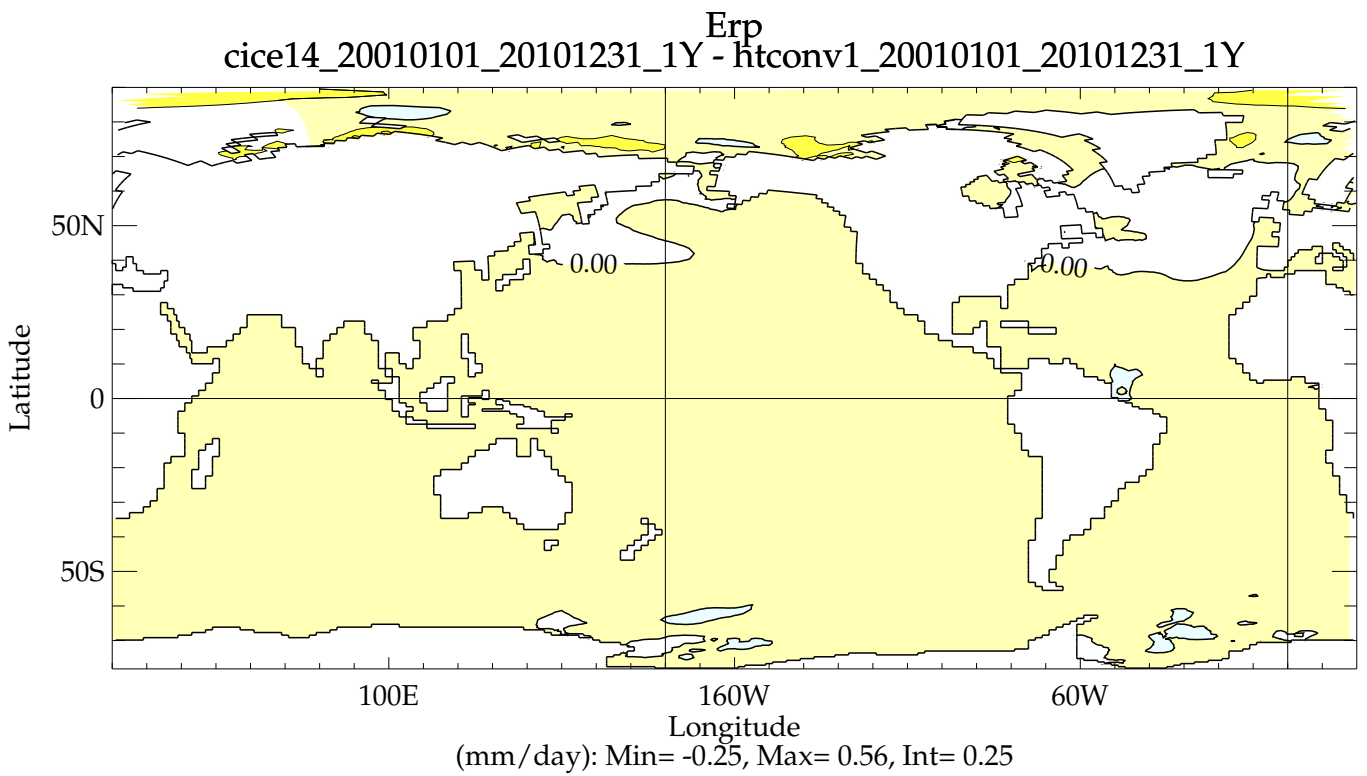 Erp
cice14_20010101_20101231_1Y - htconv1_20010101_20101231_1Y
Latitude
50N
0
50S
0.00
0.00
100E
160W
60W
Longitude
(mm/day): Min= -0.25, Max= 0.56, Int= 0.25